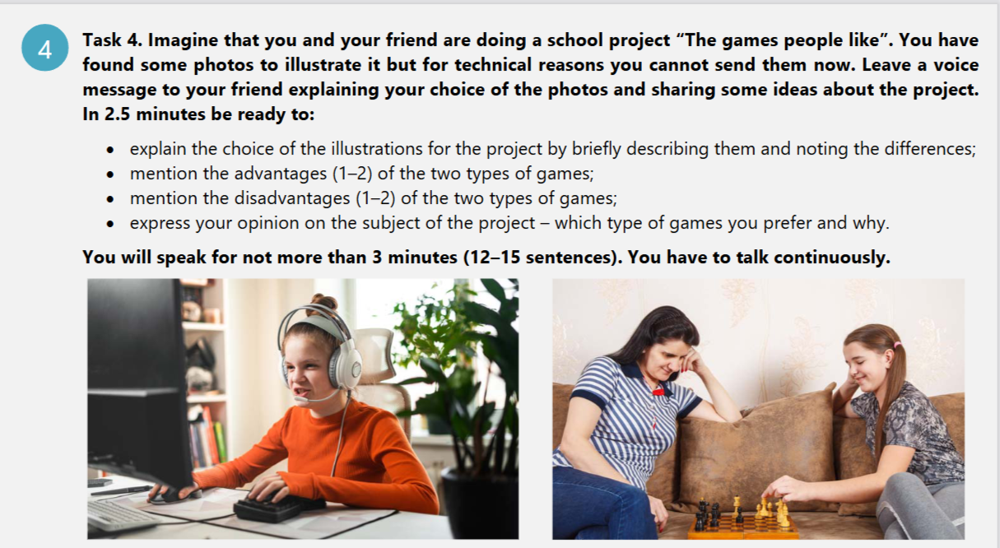 4
Task 4. Imagine that you and your friend are doing a school project “The games people like”. You have
found some photos to illustrate it but for technical reasons you cannot send them now. Leave a voice
message to your friend explaining your choice of the photos and sharing some ideas about the project.
In 2.5 minutes be ready to:
• explain the choice of the illustrations for the project by briefly describing them and noting the differences;
• mention the advantages (1–2) of the two types of games;
• mention the disadvantages (1–2) of the two types of games;
• express your opinion on the subject of the project – which type of games you prefer and why.
You will speak for not more than 3 minutes (12–15 sentences). You have to talk continuously.